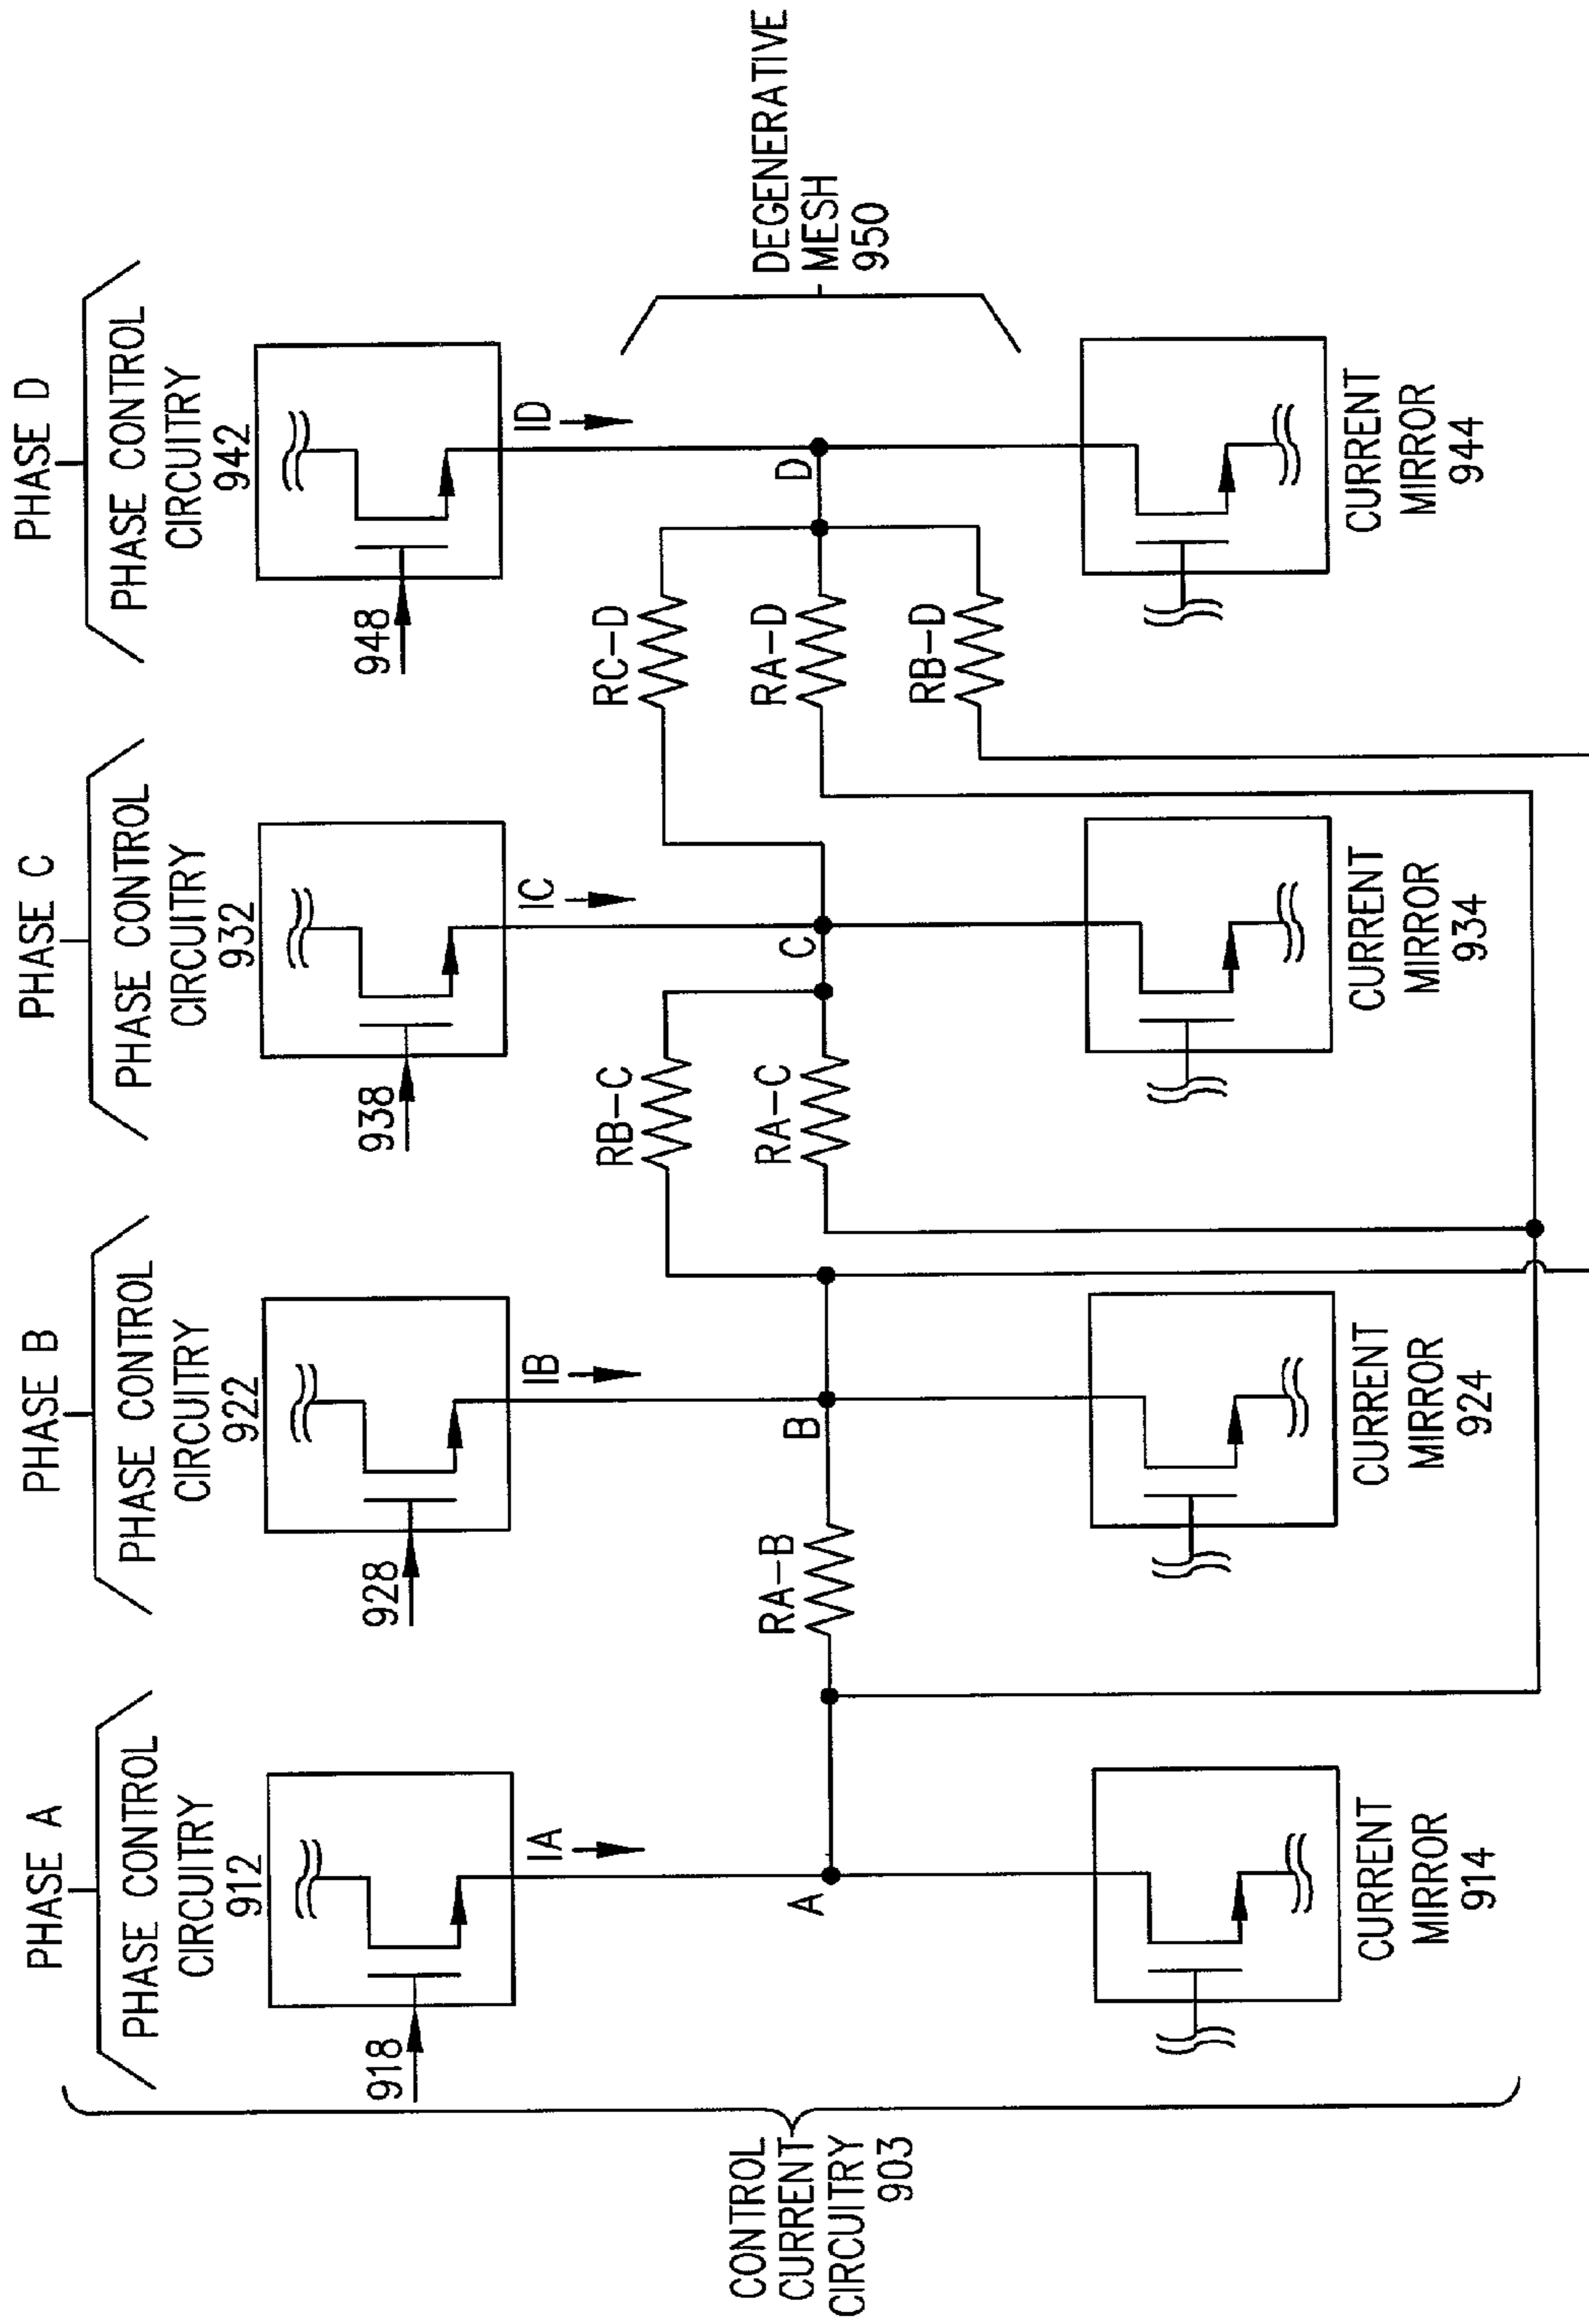 PHASE A
PHASE CONTROL
CIRCUITRY
912
918
IA
A
CURRENT
MIRROR
914
PHASE B
PHASE CONTROL
CIRCUITRY
922
928
IB
B
RA-B
CURRENT
MIRROR
924
PHASE C
PHASE CONTROL
CIRCUITRY
932
938
IC
C
RB-C
RA-C
CURRENT
MIRROR
934
PHASE D
PHASE CONTROL
CIRCUITRY
942
948
ID
D
RC-D
RA-D
RB-D
CURRENT
MIRROR
944
DEGENERATIVE
MESH
950
CONTROL
CURRENT
CIRCUITRY
903